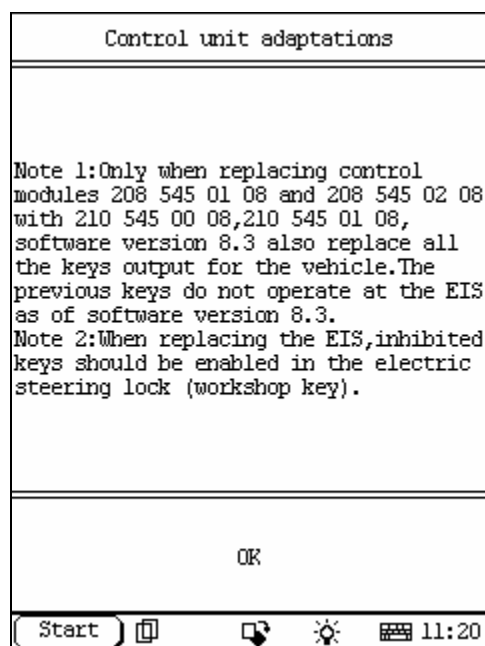 Control unit adaptations
Note 1:Only when replacing control
modules 208 545 01 08 and 208 545 02 08
with 210 545 00 08,210 545 01 08,
software version 8.3 also replace all
the keys output for the vehicle.The
previous keys do not operate at the EIS
as of software version 8.3.
Note 2:When replacing the EIS,inhibited
keys should be enabled in the electric
steering lock (workshop key).
OK
Start 11:20